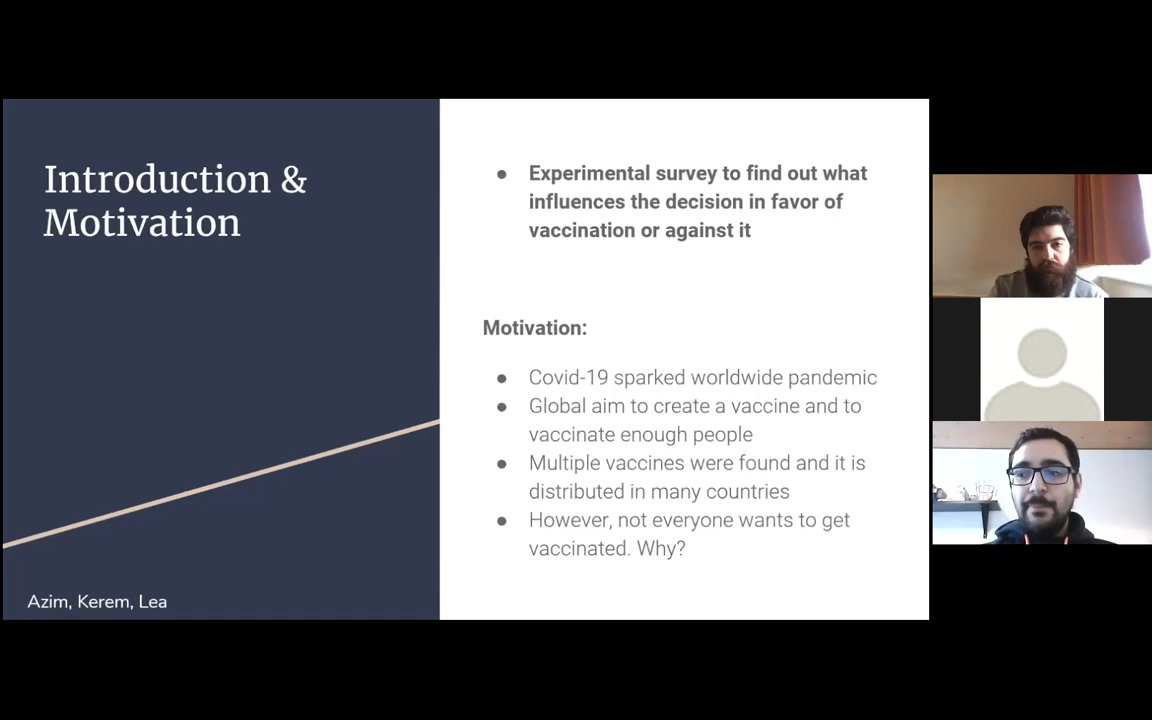 Introduction &
Motivation
● Experimental survey to find out what
influences the decision in favor of
vaccination or against it
Motivation:
● Covid-19 sparked worldwide pandemic
● Global aim to create a vaccine and to
vaccinate enough people
● Multiple vaccines were found and it is
distributed in many countries
● However, not everyone wants to get
vaccinated. Why?
Azim, Kerem, Lea